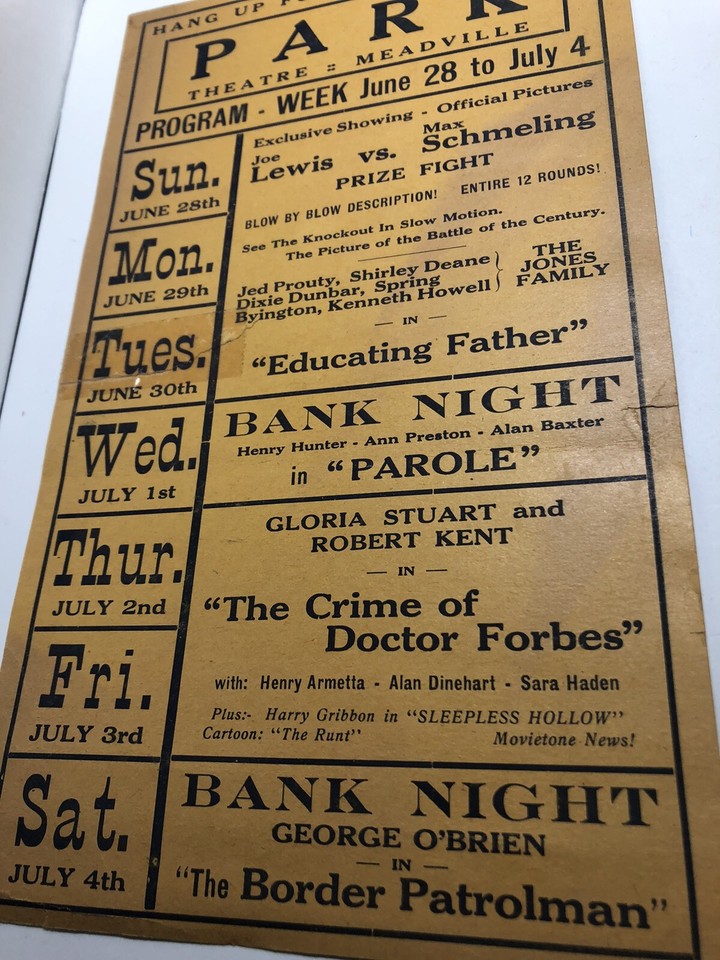 HANG UP
PARK
THEATRE :: MEADVILLE
PROGRAM - WEEK June 28 to July 4
Sun.
JUNE 28th
Mon.
JUNE 29th
Tues.
JUNE 30th
Exclusive Showing - Official Pictures
Joe Lewis vs. Max Schmeling
PRIZE FIGHT
BLOW BY BLOW DESCRIPTION! ENTIRE 12 ROUNDS!
See The Knockout In Slow Motion.
The Picture of the Battle of the Century.
Jed Prouty, Shirley Deane
Dixie Dunbar, Spring
Byington, Kenneth Howell
THE
JONES
FAMILY
— IN —
"Educating Father"
Wed.
JULY 1st
BANK NIGHT
Henry Hunter - Ann Preston - Alan Baxter
in "PAROLE"
Thur.
JULY 2nd
Fri.
JULY 3rd
GLORIA STUART and
ROBERT KENT
— IN —
"The Crime of
Doctor Forbes"
with: Henry Armetta - Alan Dinehart - Sara Haden
Plus:- Harry Gribbon in "SLEEPLESS HOLLOW"
Cartoon: "The Runt" Movietone News!
Sat.
JULY 4th
BANK NIGHT
GEORGE O'BRIEN
— IN —
"The Border Patrolman"